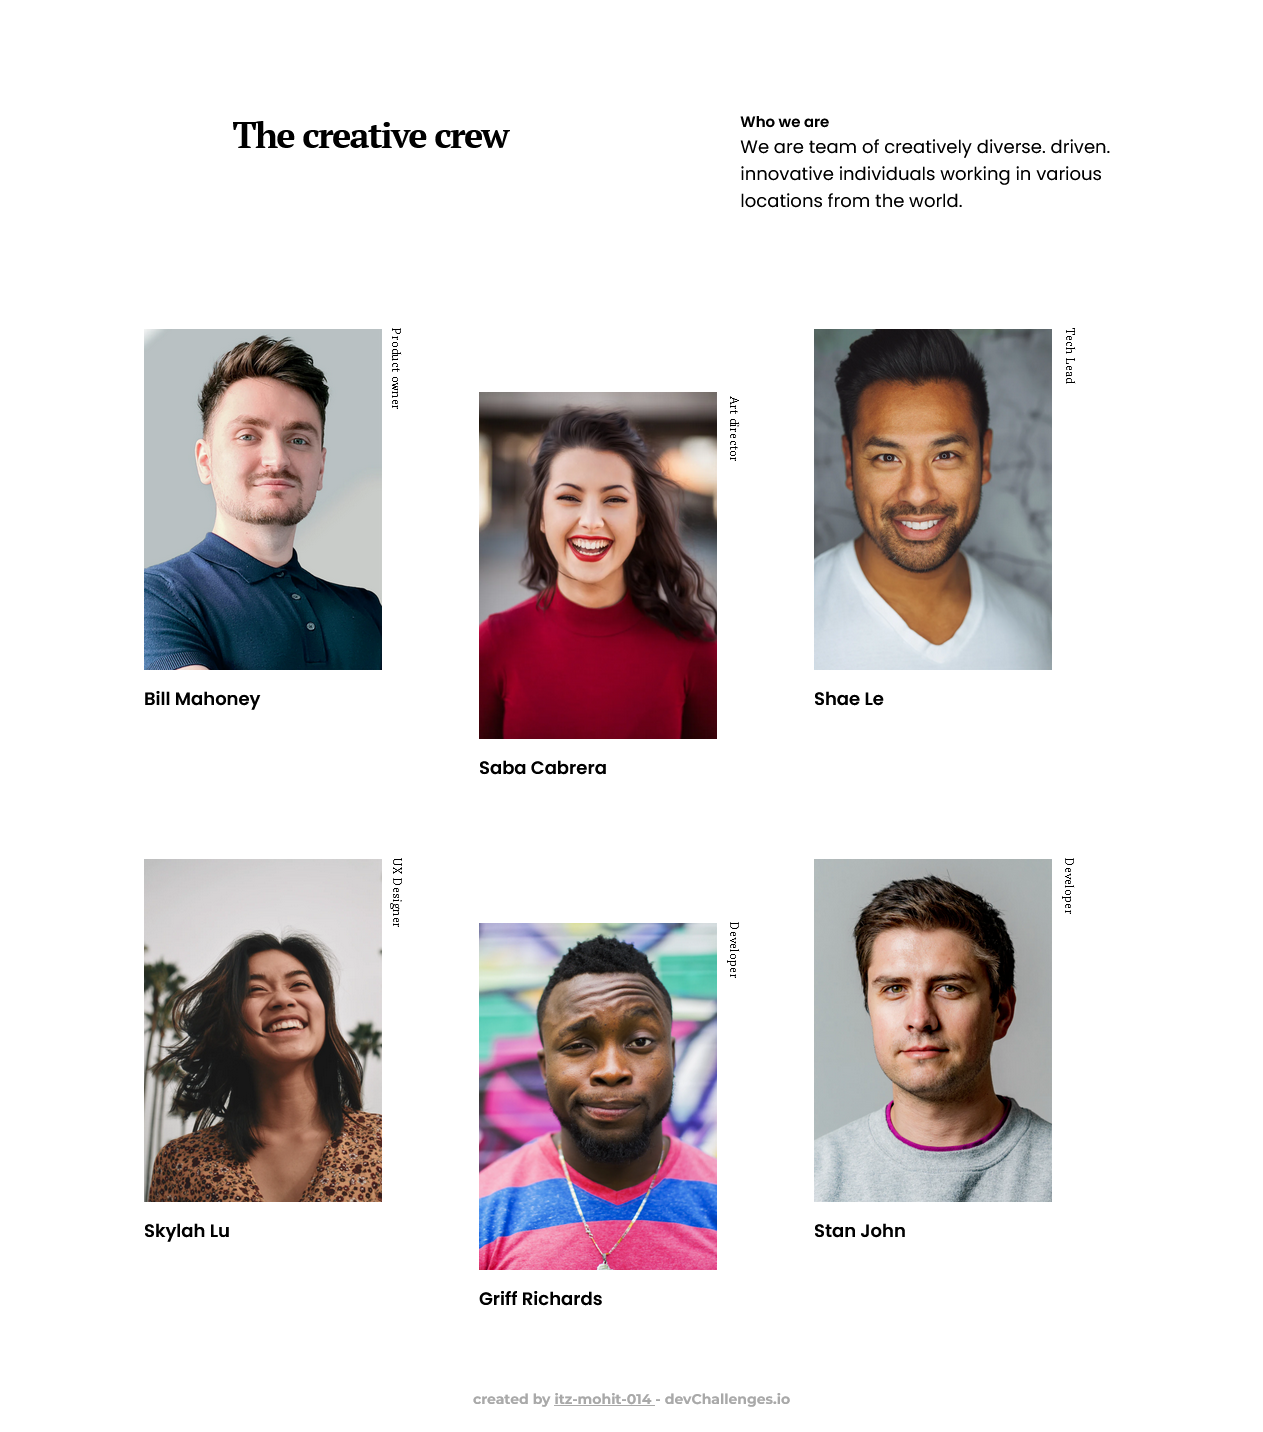 The creative crew
Who we are
We are team of creatively diverse. driven.
innovative individuals working in various
locations from the world.
Product owner
Bill Mahoney
Art director
Saba Cabrera
Tech Lead
Shae Le
UX Designer
Skylah Lu
Developer
Griff Richards
Developer
Stan John
created by itz-mohit-014 - devChallenges.io